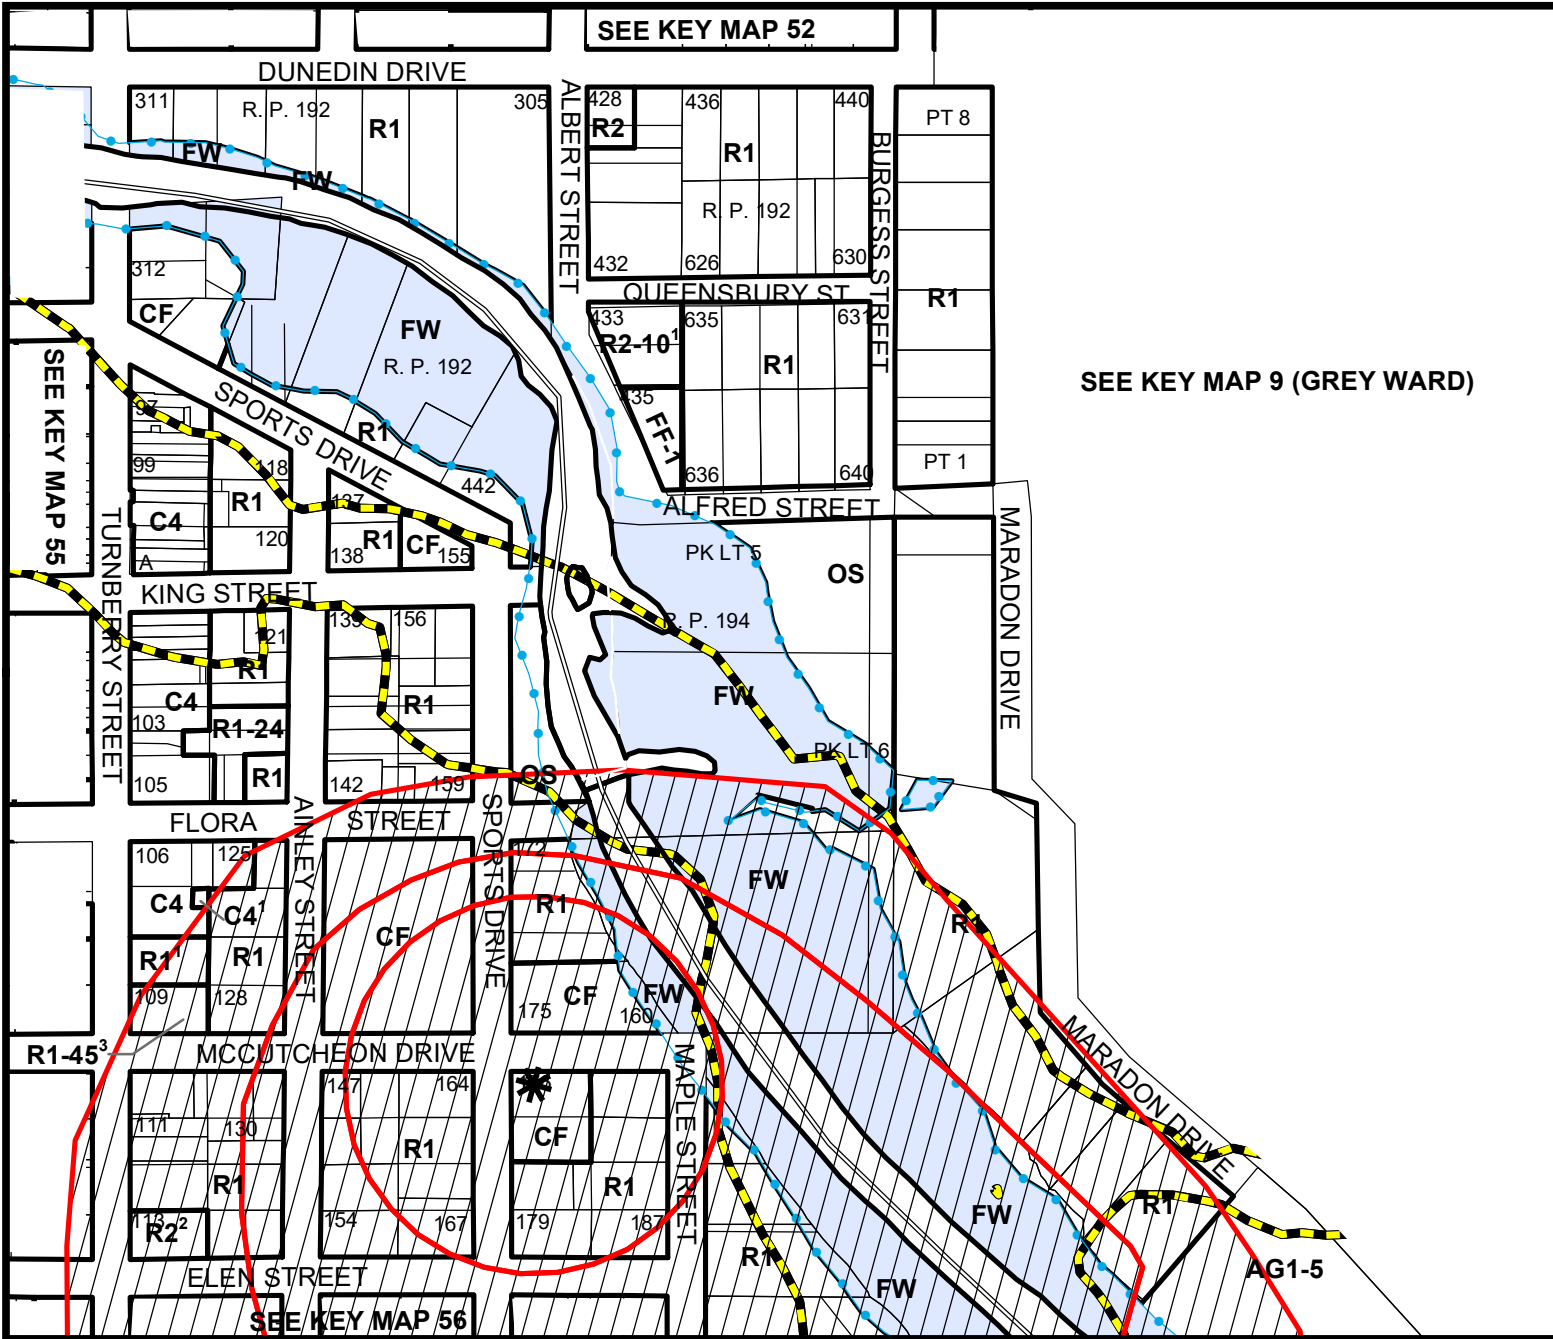 SEE KEY MAP 52
DUNEDIN DRIVE
311
R. P. 192
R1
305
ALBERT STREET
428
R2
436
440
R1
BURGESS STREET
PT 8
FW
FW
R. P. 192
432
626
630
QUEENSBURY ST
R1
312
CF
FW
R. P. 192
433
R2-10¹
635
631
R1
SEE KEY MAP 9 (GREY WARD)
SEE KEY MAP 55
SPORTS DRIVE
R1
435
FF-1
636
640
PT 1
97
99
118
R1
C4
120
A
137
138
R1
CF
155
442
ALFRED STREET
PK LT 5
OS
MARADON DRIVE
TURNBERRY STREET
KING STREET
121
R1
139
156
R. P. 194
C4
103
R1-24
R1
FW
PK LT 6
105
R1
142
159
OS
FLORA
STREET
AINLEY STREET
SPORTS DRIVE
106
125
172
C4
C4¹
CF
R1
FW
R1
R1¹
R1
109
128
175
CF
160
FW
R1-45³
MCCUTCHEON DRIVE
MAPLE STREET
MARADON DRIVE
147
164
111
130
R1
CF
R1
R1
113
R2²
154
167
179
187
R1
FW
R1
ELEN STREET
FW
AG1-5
SEE KEY MAP 56